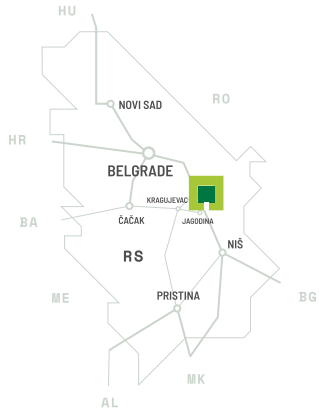 HU
NOVI SAD
RO
HR
BELGRADE
KRAGUJEVAC
JAGODINA
ČAČAK
BA
NIŠ
RS
PRISTINA
ME
BG
MK
AL